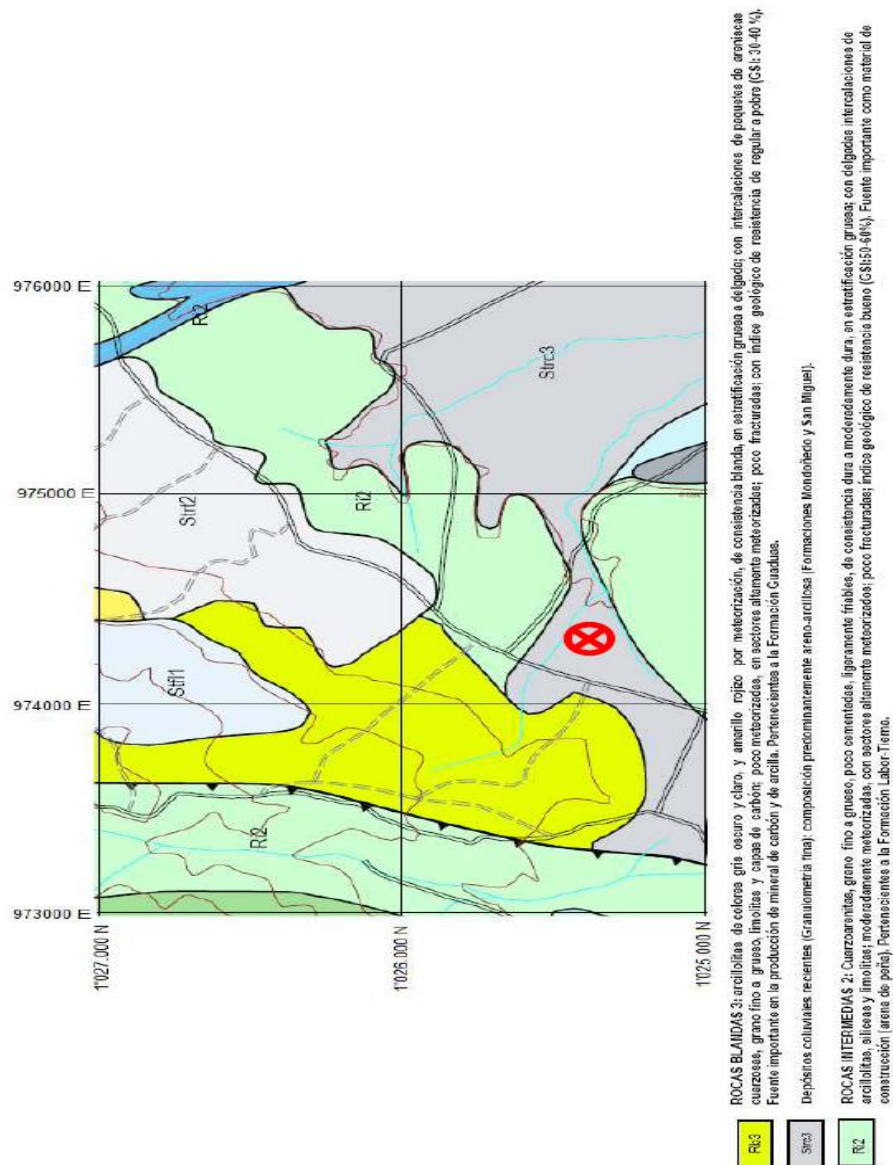 976000 E
975000 E
974000 E
973000 E
1'027.000 N
1'026.000 N
1'025.000 N
Ri2
Strc3
Ri2
Stfl1
Ri2
Rb3
ROCAS BLANDAS 3: arcillolitas de colores gris oscuro y claro, y amarillo rojizo por meteorización, de consistencia blanda, en estratificación gruesa a delgada; con intercalaciones de paquetes de areniscas
cuarzosas, grano fino a grueso, limolitas y capas de carbón; poco meteorizadas, en sectores altamente meteorizadas; poco fracturadas; con índice geológico de resistencia de regular a pobre (GSI: 30-40 %).
Fuente importante en la producción de mineral de carbón y de arcilla. Pertenecientes a la Formación Guaduas.
Strc3
Depósitos coluviales recientes (Granulometría fina): composición predominantemente areno-arcillosa (Formaciones Mondoñedo y San Miguel).
Ri2
ROCAS INTERMEDIAS 2: Cuarzoarenitas, grano fino a grueso, poco cementadas, ligeramente friables, de consistencia dura a moderadamente dura, en estratificación gruesa; con delgadas intercalaciones de
arcillolitas, silíceas y limolitas; moderadamente meteorizadas, con sectores altamente meteorizados; poco fracturadas; índice geológico de resistencia bueno (GSI:50-60%). Fuente importante como material de
construcción (arena de peña). Pertenecientes a la Formación Labor-Tierna.